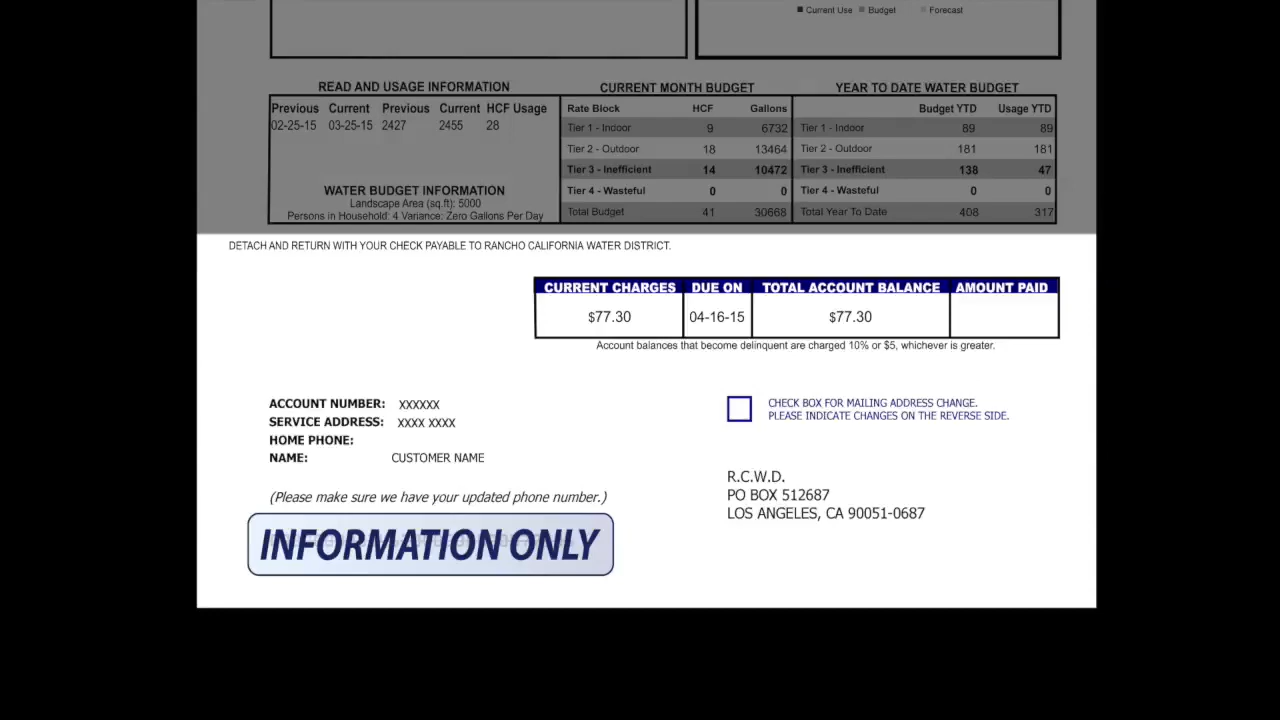 Current Use Budget Forecast
READ AND USAGE INFORMATION
Previous Current Previous Current HCF Usage
02-25-15 03-25-15 2427 2455 28
WATER BUDGET INFORMATION
Landscape Area (sq.ft): 5000
Persons in Household: 4 Variance: Zero Gallons Per Day
CURRENT MONTH BUDGET
Rate Block HCF Gallons
Tier 1 - Indoor 9 6732
Tier 2 - Outdoor 18 13464
Tier 3 - Inefficient 14 10472
Tier 4 - Wasteful 0 0
Total Budget 41 30668
YEAR TO DATE WATER BUDGET
Budget YTD Usage YTD
Tier 1 - Indoor 89 89
Tier 2 - Outdoor 181 181
Tier 3 - Inefficient 138 47
Tier 4 - Wasteful 0 0
Total Year To Date 408 317
DETACH AND RETURN WITH YOUR CHECK PAYABLE TO RANCHO CALIFORNIA WATER DISTRICT.
CURRENT CHARGES DUE ON TOTAL ACCOUNT BALANCE AMOUNT PAID
$77.30 04-16-15 $77.30
Account balances that become delinquent are charged 10% or $5, whichever is greater.
ACCOUNT NUMBER: XXXXXX
SERVICE ADDRESS: XXXX XXXX
HOME PHONE:
NAME: CUSTOMER NAME
(Please make sure we have your updated phone number.)
INFORMATION ONLY
CHECK BOX FOR MAILING ADDRESS CHANGE.
PLEASE INDICATE CHANGES ON THE REVERSE SIDE.
R.C.W.D.
PO BOX 512687
LOS ANGELES, CA 90051-0687